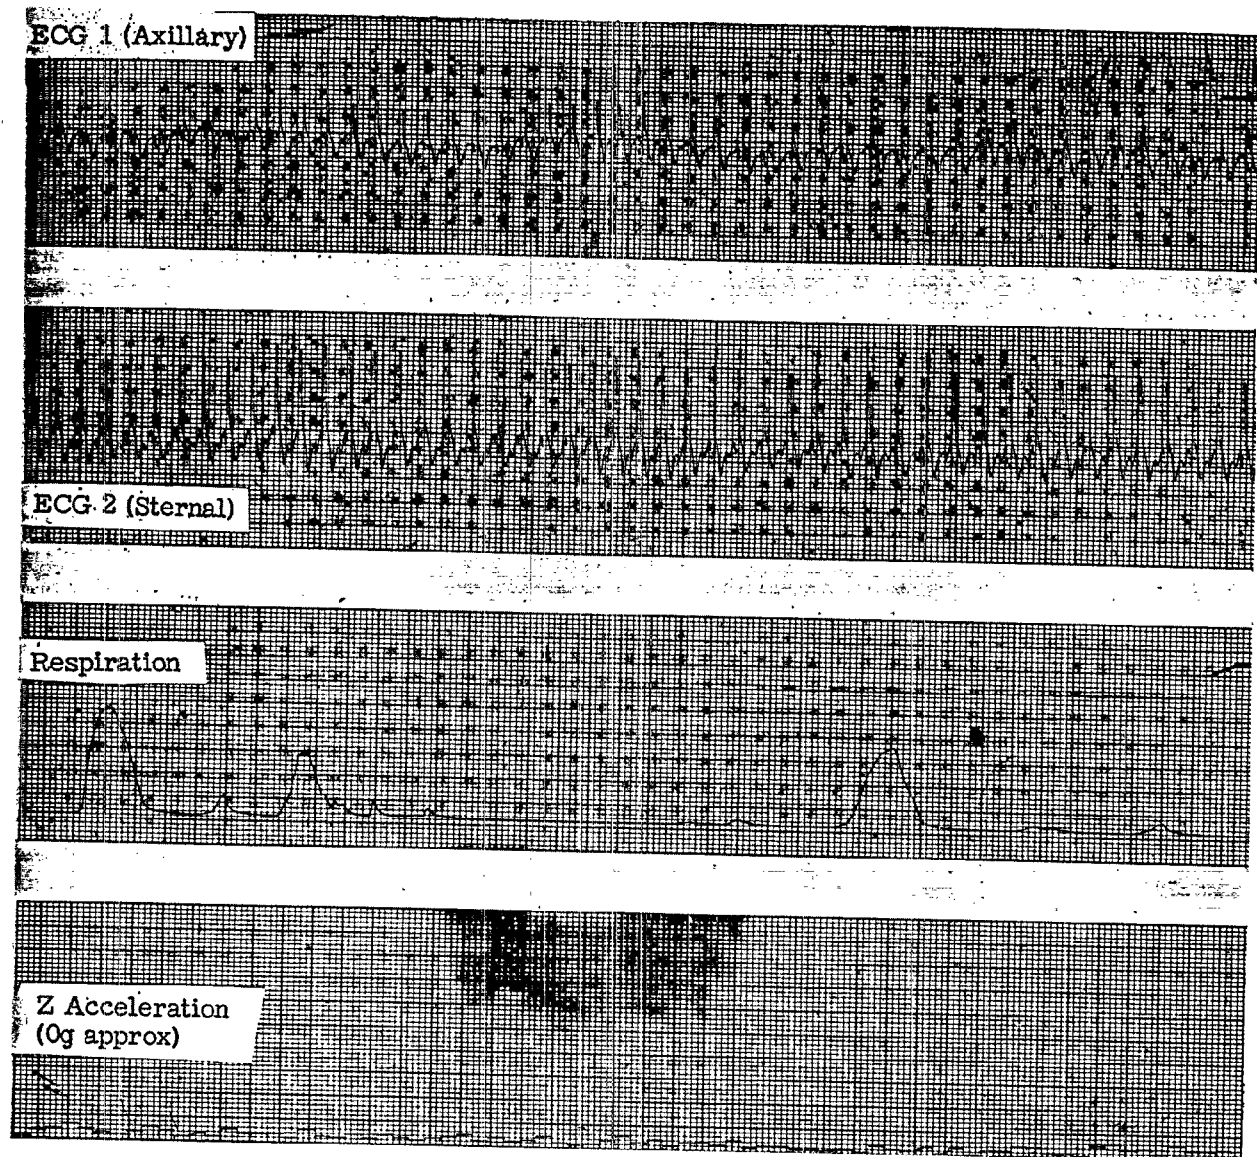 ECG 1 (Axillary)
ECG 2 (Sternal)
Respiration
Z Acceleration
(0g approx)